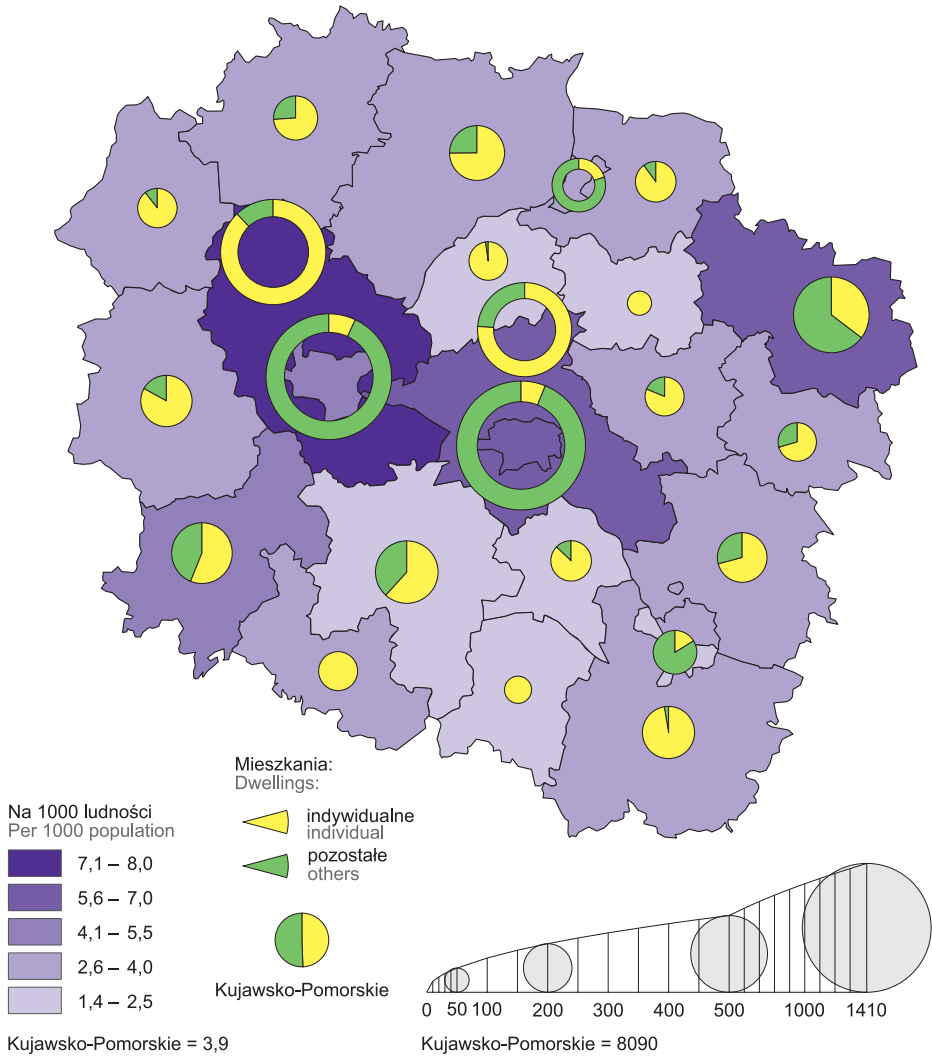 Mieszkania:
Dwellings:
indywidualne
individual
pozostałe
others
Kujawsko-Pomorskie
Na 1000 ludności
Per 1000 population
7,1 – 8,0
5,6 – 7,0
4,1 – 5,5
2,6 – 4,0
1,4 – 2,5
Kujawsko-Pomorskie = 3,9
0 50 100 200 300 400 500 1000 1410
Kujawsko-Pomorskie = 8090